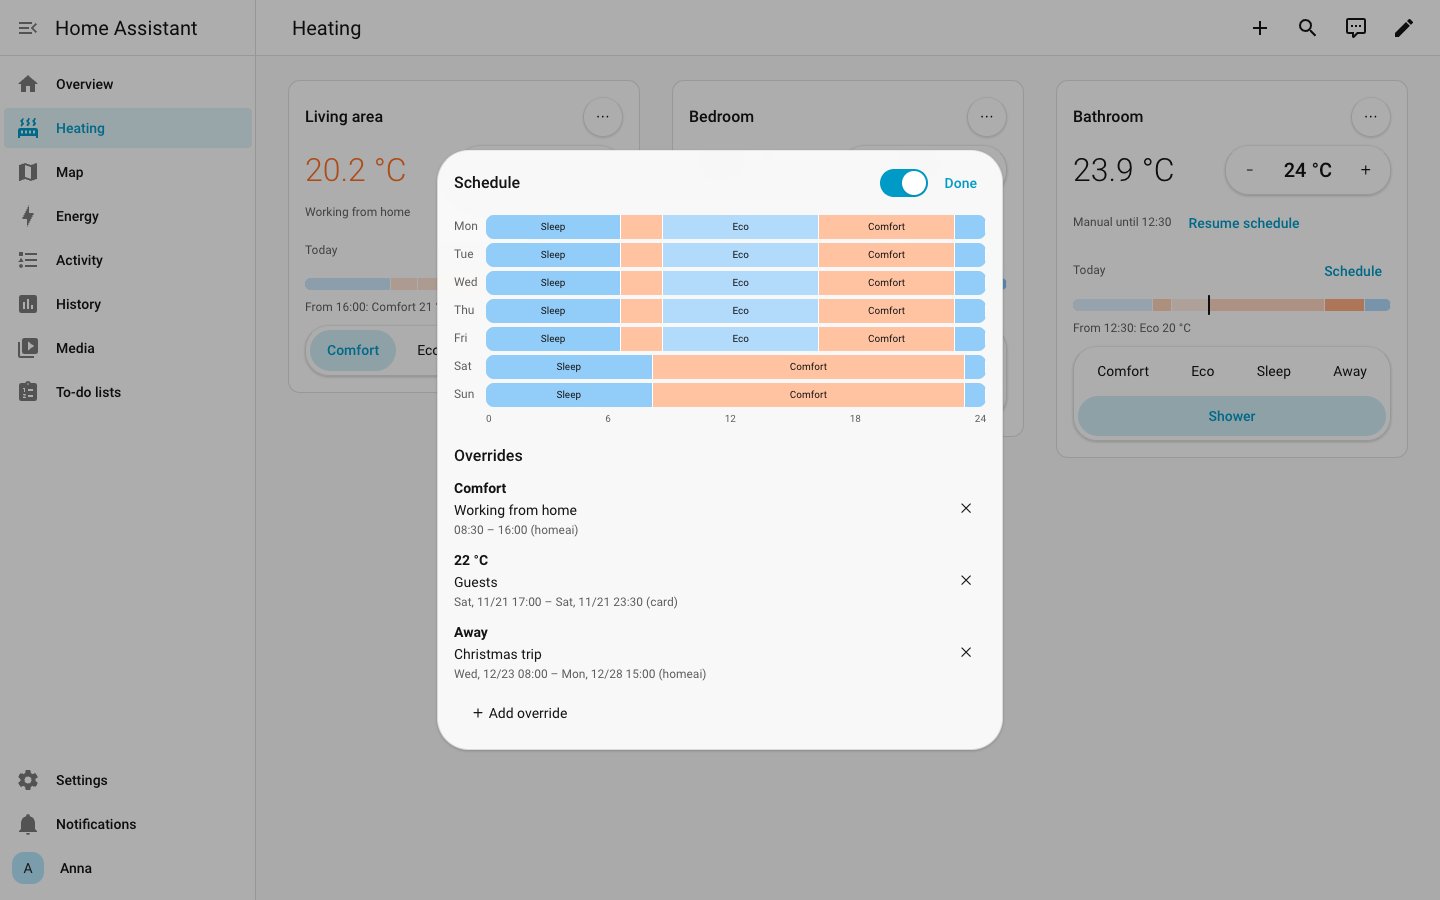 Home Assistant
Heating
Overview
Heating
Map
Energy
Activity
History
Media
To-do lists
Settings
Notifications
A Anna
Living area
...
20.2 °C
Working from home
Today
From 16:00: Comfort 21
Comfort
Bedroom
...
Bathroom
...
23.9 °C
- 24 °C +
Manual until 12:30 Resume schedule
Today Schedule
From 12:30: Eco 20 °C
Comfort Eco Sleep Away
Shower
Schedule Done
Mon Sleep Eco Comfort
Tue Sleep Eco Comfort
Wed Sleep Eco Comfort
Thu Sleep Eco Comfort
Fri Sleep Eco Comfort
Sat Sleep Comfort
Sun Sleep Comfort
0 6 12 18 24
Overrides
Comfort
Working from home
08:30 – 16:00 (homeai)
22 °C
Guests
Sat, 11/21 17:00 – Sat, 11/21 23:30 (card)
Away
Christmas trip
Wed, 12/23 08:00 – Mon, 12/28 15:00 (homeai)
+ Add override